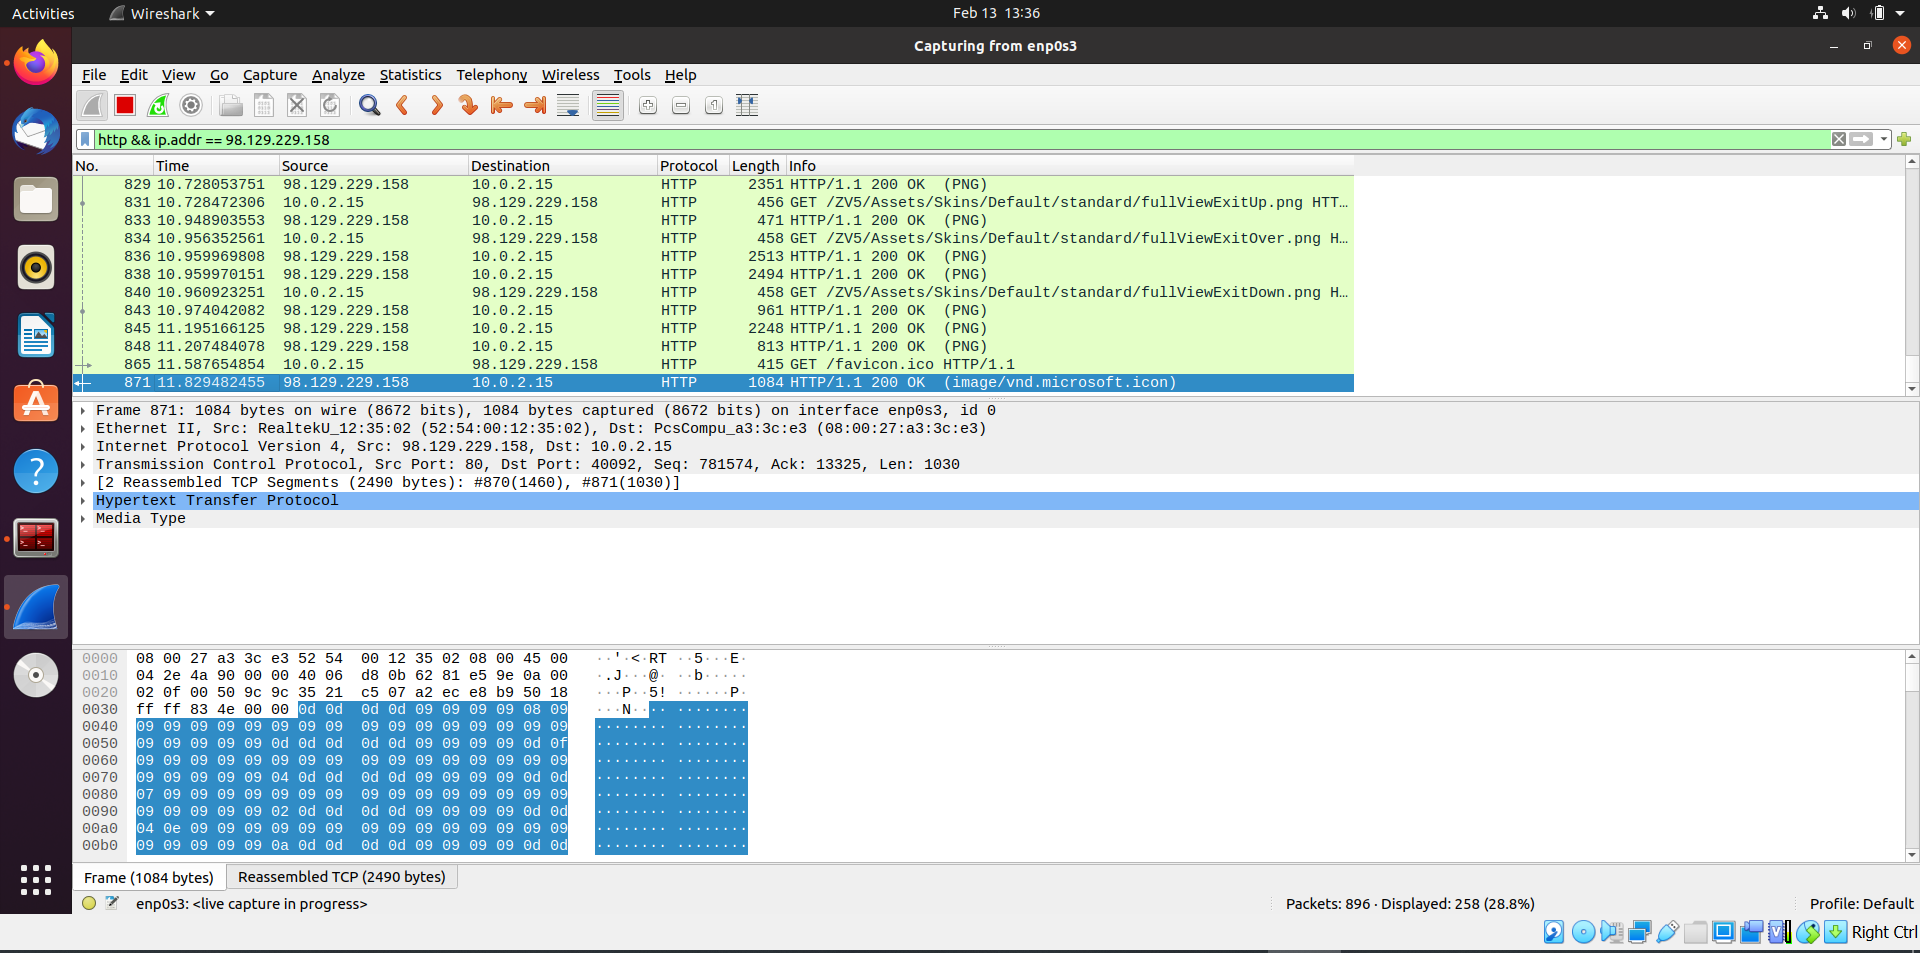 Activities Wireshark Feb 13 13:36
Capturing from enp0s3
File Edit View Go Capture Analyze Statistics Telephony Wireless Tools Help
http && ip.addr == 98.129.229.158
No. Time Source Destination Protocol Length Info
829 10.728053751 98.129.229.158 10.0.2.15 HTTP 2351 HTTP/1.1 200 OK (PNG)
831 10.728472306 10.0.2.15 98.129.229.158 HTTP 456 GET /ZV5/Assets/Skins/Default/standard/fullViewExitUp.png HTT…
833 10.948903553 98.129.229.158 10.0.2.15 HTTP 471 HTTP/1.1 200 OK (PNG)
834 10.956352561 10.0.2.15 98.129.229.158 HTTP 458 GET /ZV5/Assets/Skins/Default/standard/fullViewExitOver.png H…
836 10.959969808 98.129.229.158 10.0.2.15 HTTP 2513 HTTP/1.1 200 OK (PNG)
838 10.959970151 98.129.229.158 10.0.2.15 HTTP 2494 HTTP/1.1 200 OK (PNG)
840 10.960923251 10.0.2.15 98.129.229.158 HTTP 458 GET /ZV5/Assets/Skins/Default/standard/fullViewExitDown.png H…
843 10.974042082 98.129.229.158 10.0.2.15 HTTP 961 HTTP/1.1 200 OK (PNG)
845 11.195166125 98.129.229.158 10.0.2.15 HTTP 2248 HTTP/1.1 200 OK (PNG)
848 11.207484078 98.129.229.158 10.0.2.15 HTTP 813 HTTP/1.1 200 OK (PNG)
865 11.587654854 10.0.2.15 98.129.229.158 HTTP 415 GET /favicon.ico HTTP/1.1
871 11.829482455 98.129.229.158 10.0.2.15 HTTP 1084 HTTP/1.1 200 OK (image/vnd.microsoft.icon)
Frame 871: 1084 bytes on wire (8672 bits), 1084 bytes captured (8672 bits) on interface enp0s3, id 0
Ethernet II, Src: RealtekU_12:35:02 (52:54:00:12:35:02), Dst: PcsCompu_a3:3c:e3 (08:00:27:a3:3c:e3)
Internet Protocol Version 4, Src: 98.129.229.158, Dst: 10.0.2.15
Transmission Control Protocol, Src Port: 80, Dst Port: 40092, Seq: 781574, Ack: 13325, Len: 1030
[2 Reassembled TCP Segments (2490 bytes): #870(1460), #871(1030)]
Hypertext Transfer Protocol
Media Type
0000 08 00 27 a3 3c e3 52 54 00 12 35 02 08 00 45 00 ··'·<·RT ··5···E·
0010 04 2e 4a 90 00 00 40 06 d8 0b 62 81 e5 9e 0a 00 ·.J···@· ··b·····
0020 02 0f 00 50 9c 9c 35 21 c5 07 a2 ec e8 b9 50 18 ···P··5! ······P·
0030 ff ff 83 4e 00 00 0d 0d 0d 0d 09 09 09 09 08 09 ···N···· ········
0040 09 09 09 09 09 09 09 09 09 09 09 09 09 09 09 09 ········ ········
0050 09 09 09 09 09 0d 0d 0d 0d 0d 09 09 09 09 0d 0f ········ ········
0060 09 09 09 09 09 09 09 09 09 09 09 09 09 09 09 09 ········ ········
0070 09 09 09 09 09 04 0d 0d 0d 0d 09 09 09 09 0d 0d ········ ········
0080 07 09 09 09 09 09 09 09 09 09 09 09 09 09 09 09 ········ ········
0090 09 09 09 09 09 02 0d 0d 0d 0d 09 09 09 09 0d 0d ········ ········
00a0 04 0e 09 09 09 09 09 09 09 09 09 09 09 09 09 09 ········ ········
00b0 09 09 09 09 09 0a 0d 0d 0d 0d 09 09 09 09 0d 0d ········ ········
Frame (1084 bytes) Reassembled TCP (2490 bytes)
enp0s3: <live capture in progress> Packets: 896 · Displayed: 258 (28.8%) Profile: Default
Right Ctrl